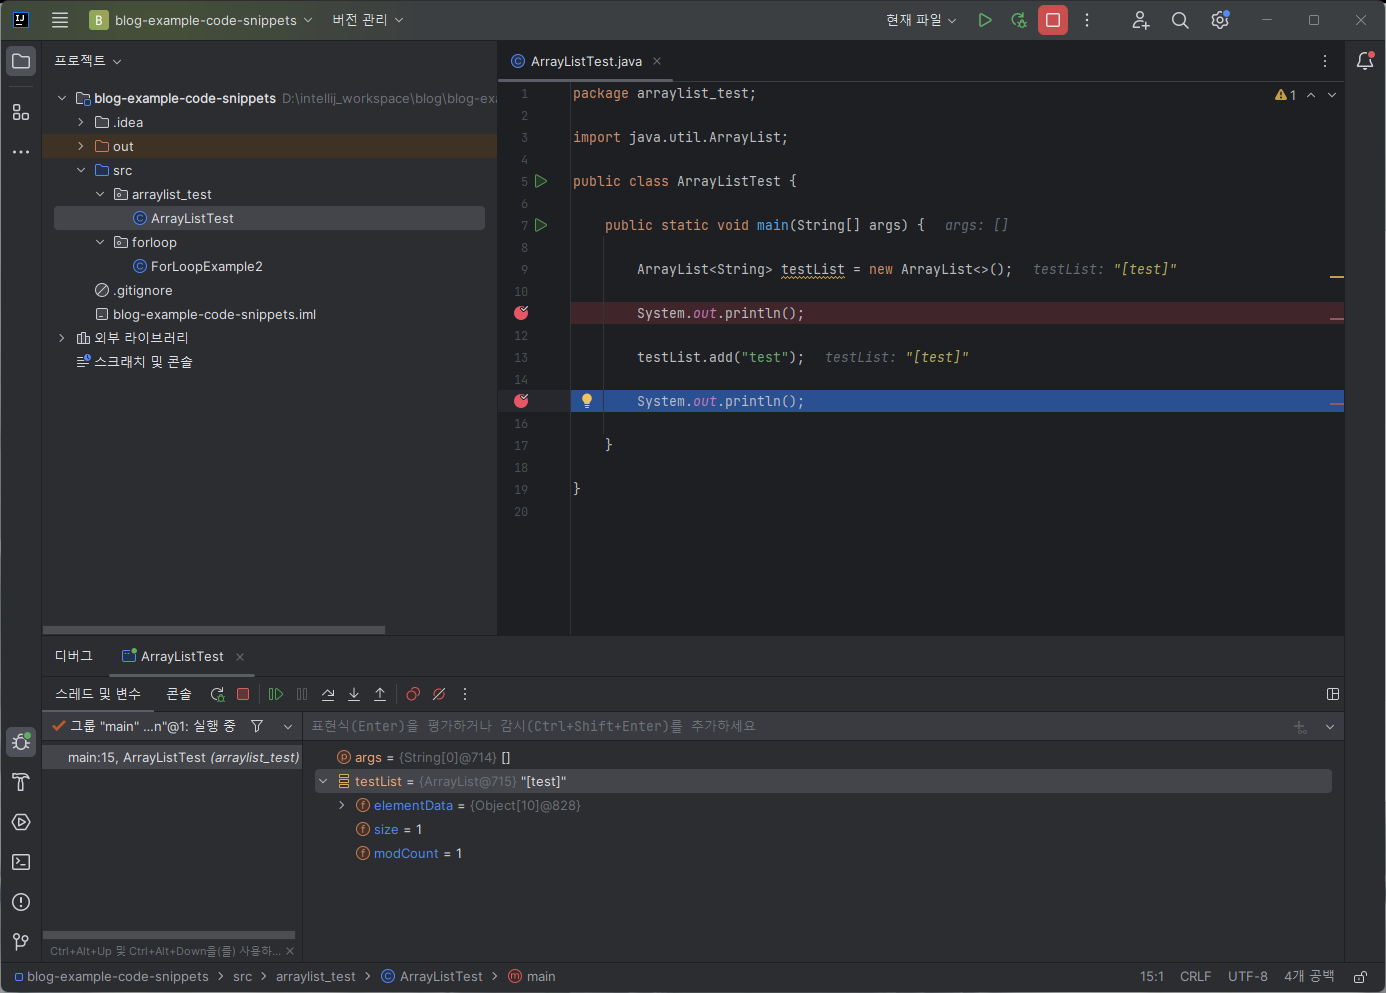 B blog-example-code-snippets 버전 관리 현재 파일
프로젝트
blog-example-code-snippets D:\intellij_workspace\blog\blog-exa
.idea
out
src
arraylist_test
ArrayListTest
forloop
ForLoopExample2
.gitignore
blog-example-code-snippets.iml
외부 라이브러리
스크래치 및 콘솔
ArrayListTest.java
1 package arraylist_test; 1
2
3 import java.util.ArrayList;
4
5 public class ArrayListTest {
6
7 public static void main(String[] args) { args: []
8
9 ArrayList<String> testList = new ArrayList<>(); testList: "[test]"
10
System.out.println();
12
13 testList.add("test"); testList: "[test]"
14
System.out.println();
16
17 }
18
19 }
20
디버그 ArrayListTest
스레드 및 변수 콘솔
그룹 "main" ...n"@1: 실행 중
표현식(Enter)을 평가하거나 감시(Ctrl+Shift+Enter)를 추가하세요
main:15, ArrayListTest (arraylist_test)
args = {String[0]@714} []
testList = {ArrayList@715} "[test]"
elementData = {Object[10]@828}
size = 1
modCount = 1
Ctrl+Alt+Up 및 Ctrl+Alt+Down을(를) 사용하...
blog-example-code-snippets > src > arraylist_test > ArrayListTest > main 15:1 CRLF UTF-8 4개 공백